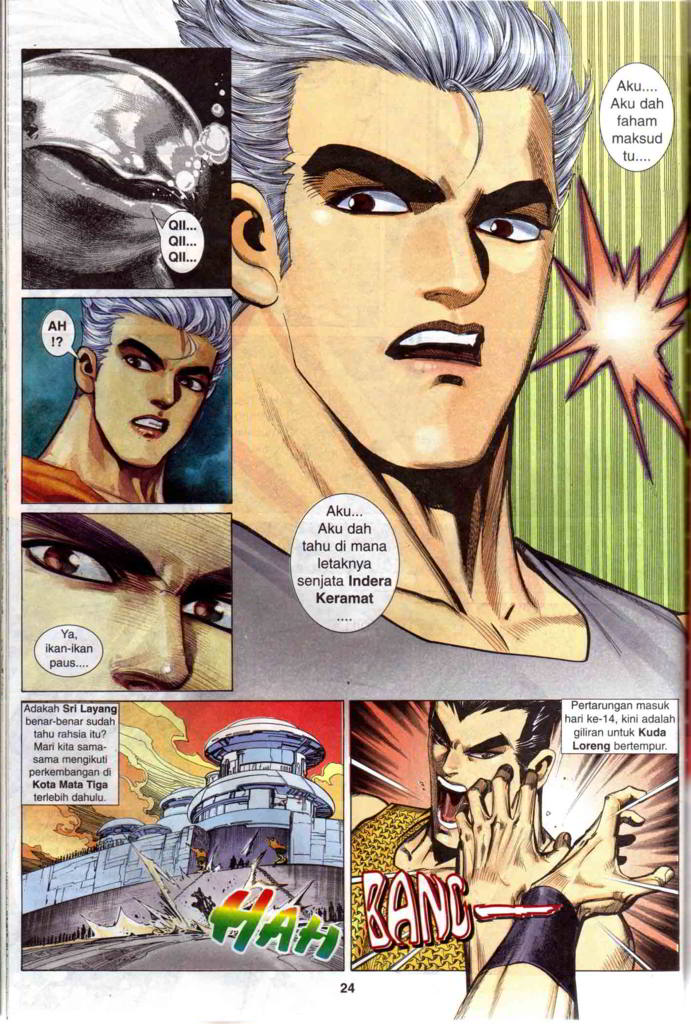 QII...
QII...
QII...
AH
!?
Ya,
ikan-ikan
paus....
Aku....
Aku dah
faham
maksud
tu....
Aku...
Aku dah
tahu di mana
letaknya
senjata Indera
Keramat
....
Adakah Sri Layang
benar-benar sudah
tahu rahsia itu?
Mari kita sama-
sama mengikuti
perkembangan di
Kota Mata Tiga
terlebih dahulu.
HAH
Pertarungan masuk
hari ke-14, kini adalah
giliran untuk Kuda
Loreng bertempur.
BANG
24